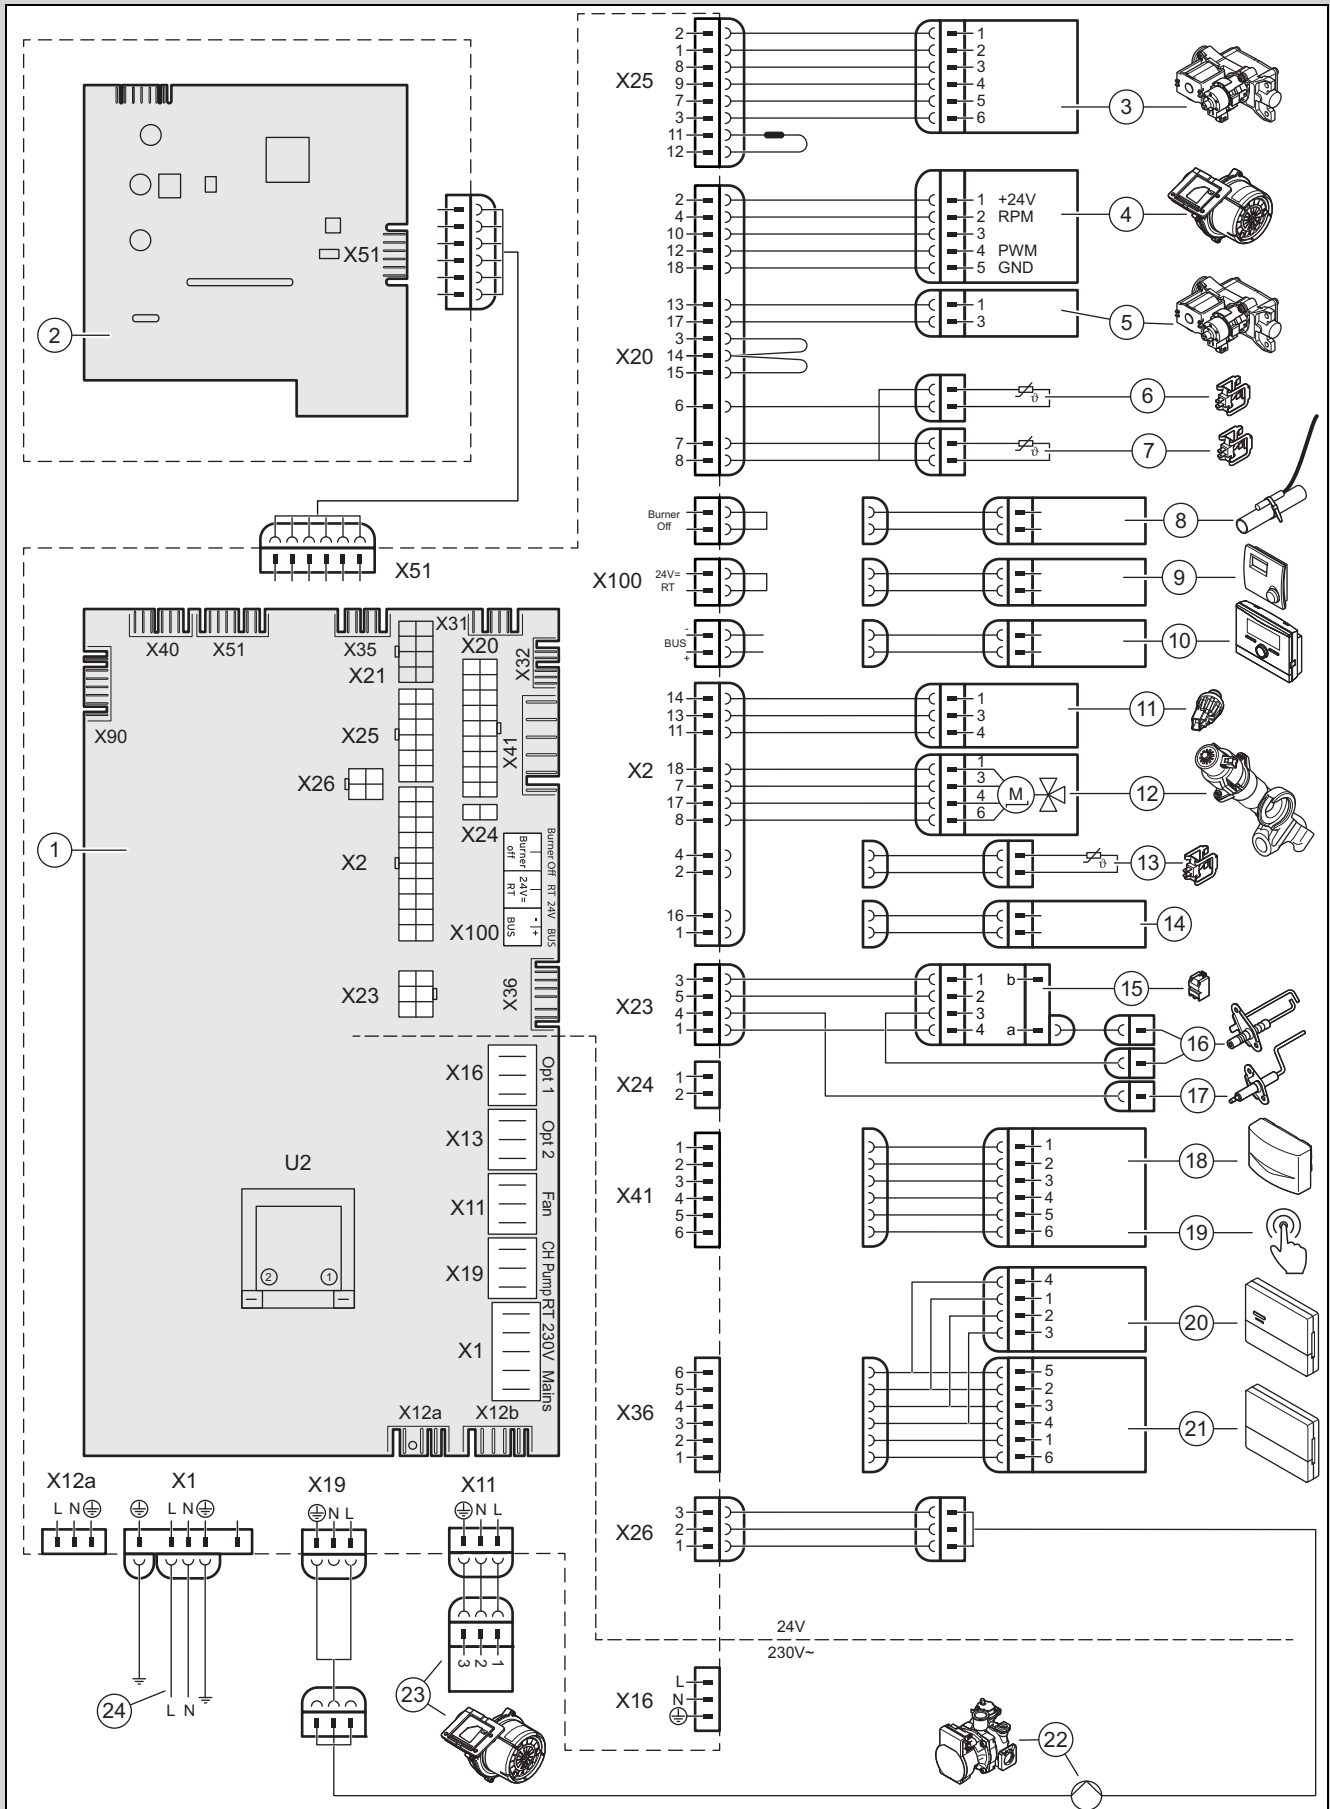 X25
2
1
8
9
7
3
11
12
1
2
3
4
5
6
3
X51
2
X20
2
4
10
12
18
13
17
3
14
15
6
7
8
1 +24V
2 RPM
3
4 PWM
5 GND
4
1
3
5
ϑ
6
ϑ
7
X51
Burner
Off
8
X100
24V=
RT
9
-
BUS
+
10
X40
X51
X35
X31
X21
X20
X32
X90
X25
X41
X26
X24
X2
1
Burner
off
24V=
RT
BUS
-
+
Burner Off
RT 24V
BUS
X100
X23
X36
X16
Opt 1
X13
Opt 2
X11
Fan
X19
CH Pump
X1
RT 230V
Mains
U2
2
1
X12a
X12b
X2
14
13
11
18
7
17
8
4
2
16
1
1
3
4
11
1
3
4
6
M
12
ϑ
13
14
X23
3
5
4
1
1
2
3
4
b
a
15
16
17
X24
1
2
X41
1
2
3
4
5
6
1
2
3
4
5
6
18
19
4
1
2
3
20
X36
6
5
4
3
2
1
5
2
3
4
1
6
21
X26
3
2
1
24V
230V~
X16
L
N
22
X12a
L N
X1
L N
24
L N
X19
N L
X11
N L
3 2 1
23